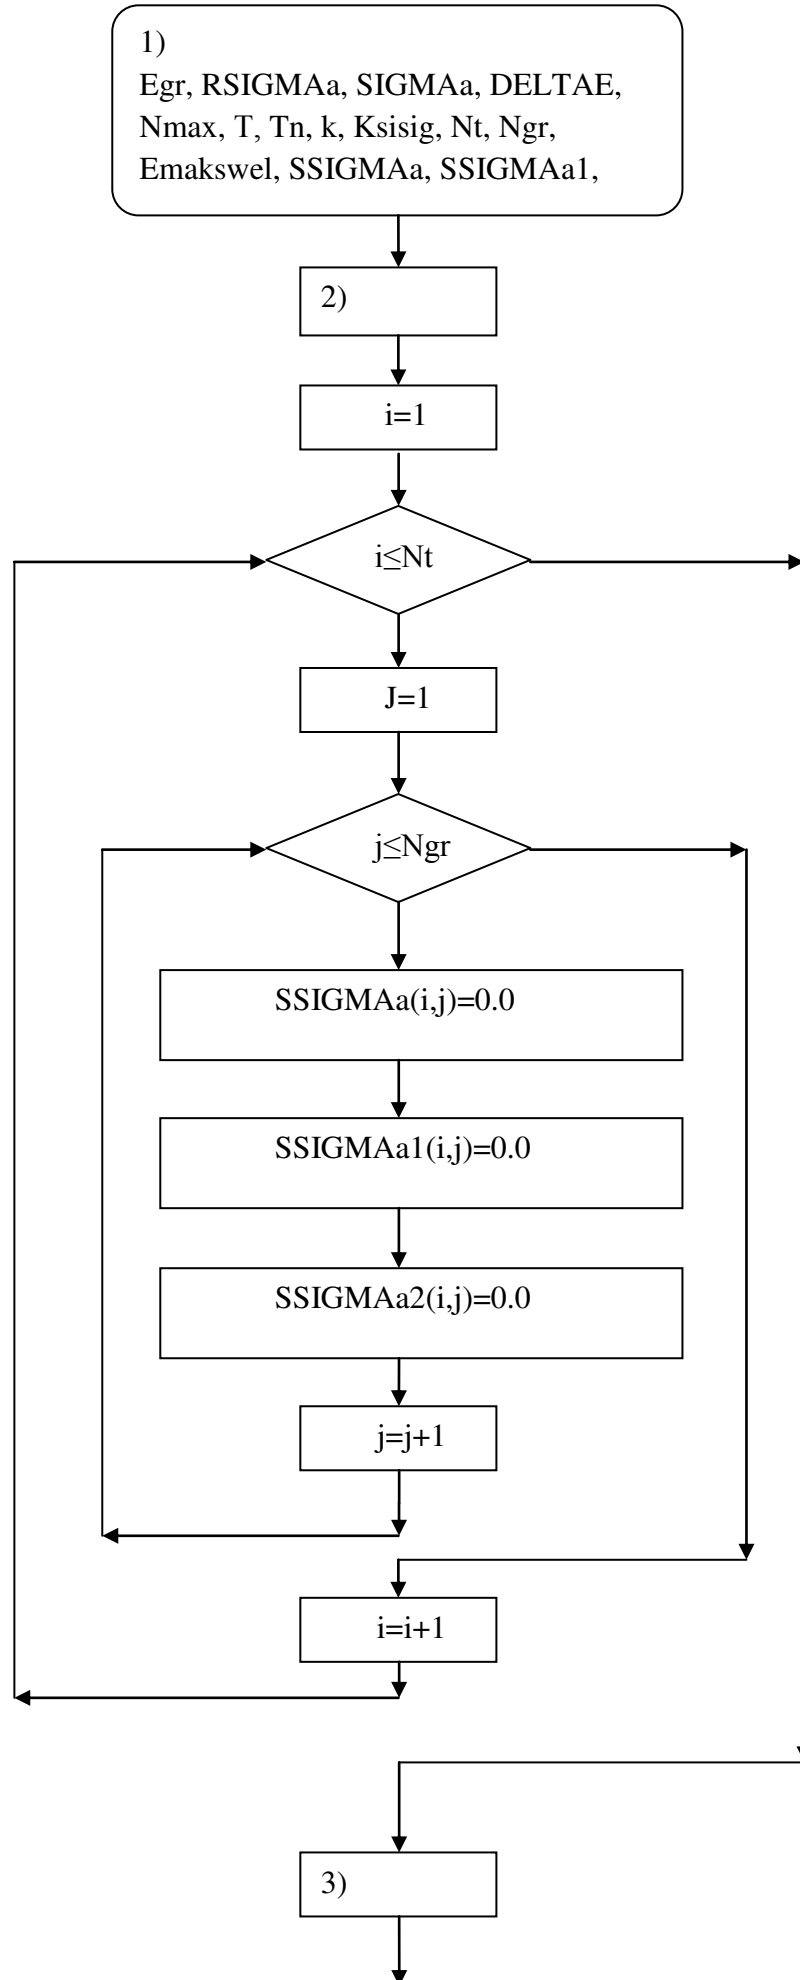 1)
Egr, RSIGMAa, SIGMAa, DELTAE,
Nmax, T, Tn, k, Ksisig, Nt, Ngr,
Emakswel, SSIGMAa, SSIGMAa1,
2)
i=1
i≤Nt
J=1
j≤Ngr
SSIGMAa(i,j)=0.0
SSIGMAa1(i,j)=0.0
SSIGMAa2(i,j)=0.0
j=j+1
i=i+1
3)